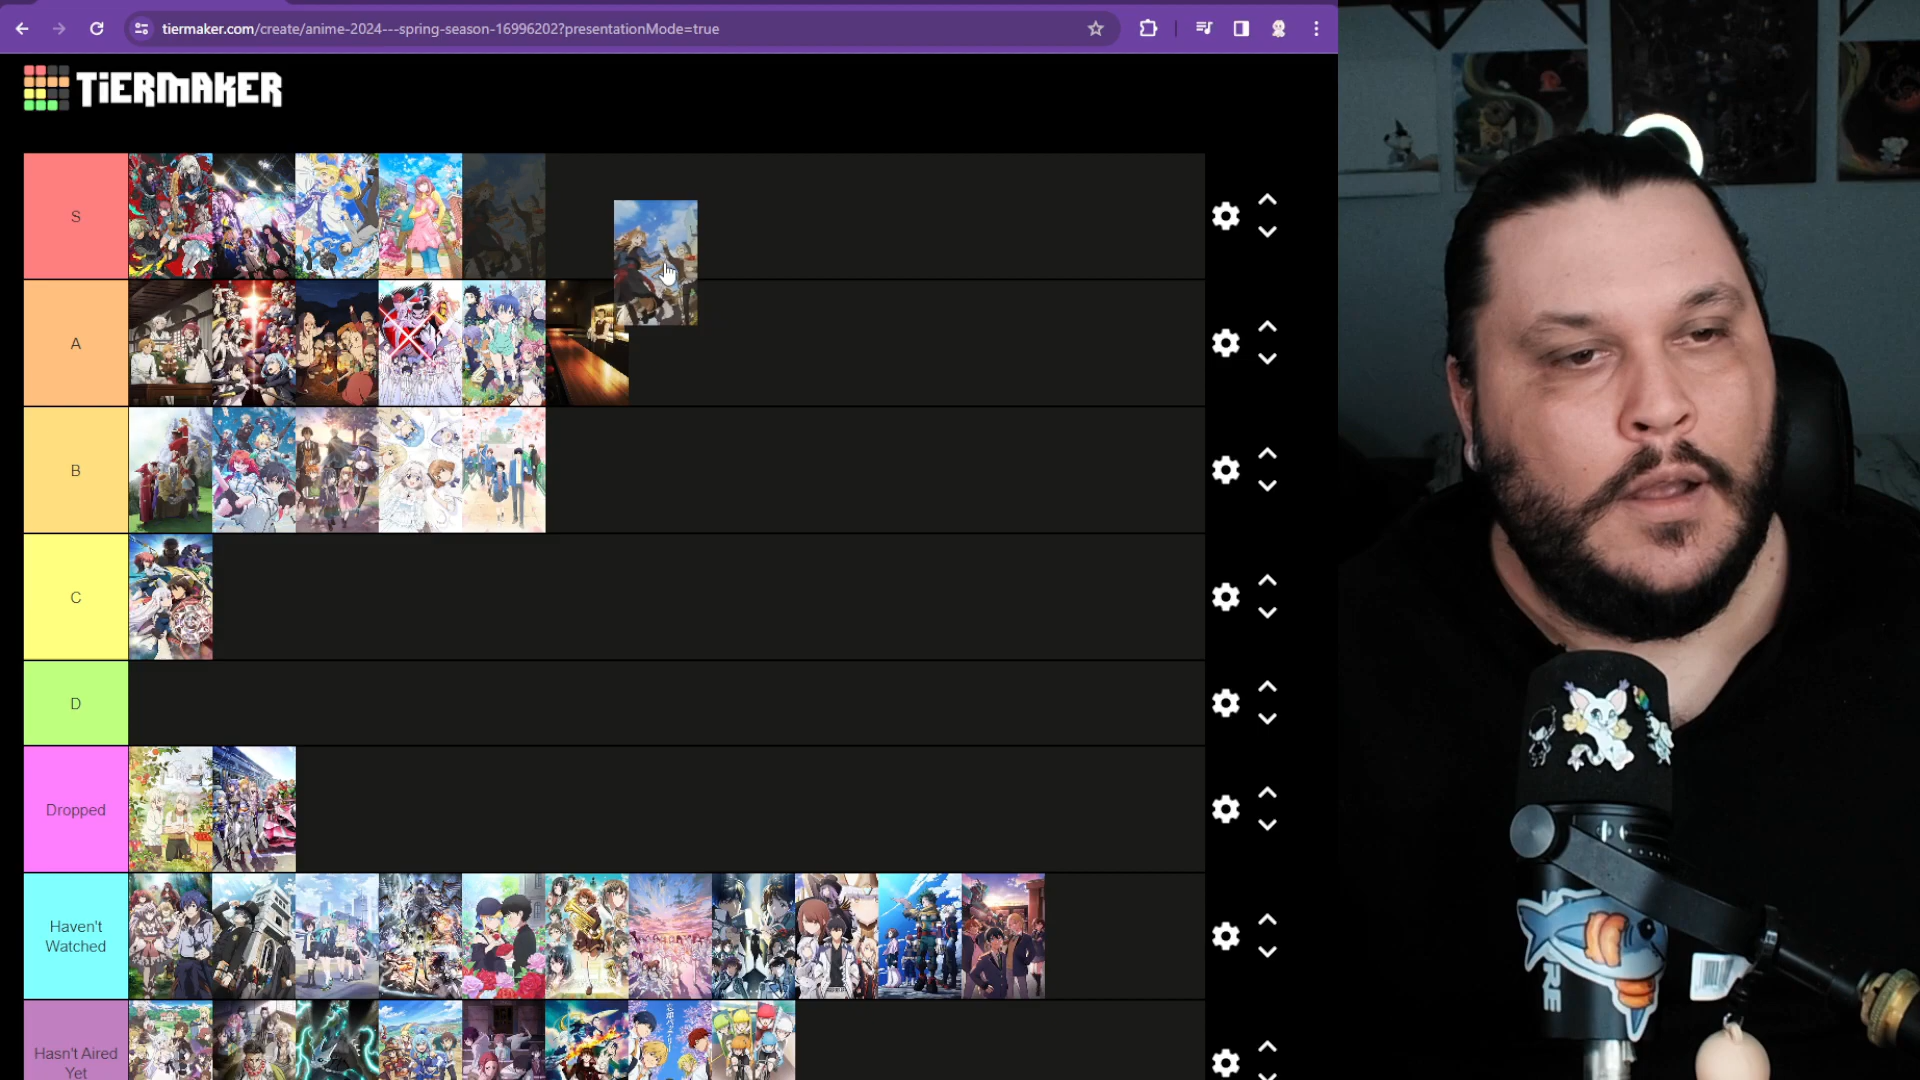 tiermaker.com/create/anime-2024---spring-season-16996202?presentationMode=true
TiERMAKER
S
A
B
C
D
Dropped
Haven't
Watched
Hasn't Aired
Yet